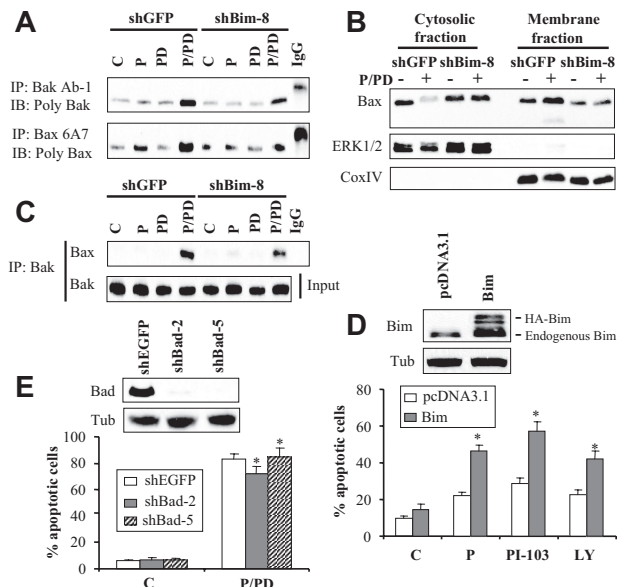 A
shGFP shBim-8
C P PD P/PD C P PD P/PD IgG
IP: Bak Ab-1
IB: Poly Bak
IP: Bax 6A7
IB: Poly Bax
B
Cytosolic fraction Membrane fraction
shGFP shBim-8 shGFP shBim-8
P/PD - + - + - + - +
Bax
ERK1/2
CoxIV
C
shGFP shBim-8
C P PD P/PD C P PD P/PD IgG
IP: Bak
Bax
Bak
Input
D
pcDNA3.1 Bim
Bim
HA-Bim
Endogenous Bim
Tub
% apoptotic cells
80
60
40
20
0
pcDNA3.1
Bim
* * *
C P PI-103 LY
E
shEGFP shBad-2 shBad-5
Bad
Tub
% apoptotic cells
100
80
60
40
20
0
shEGFP
shBad-2
shBad-5
* *
C P/PD